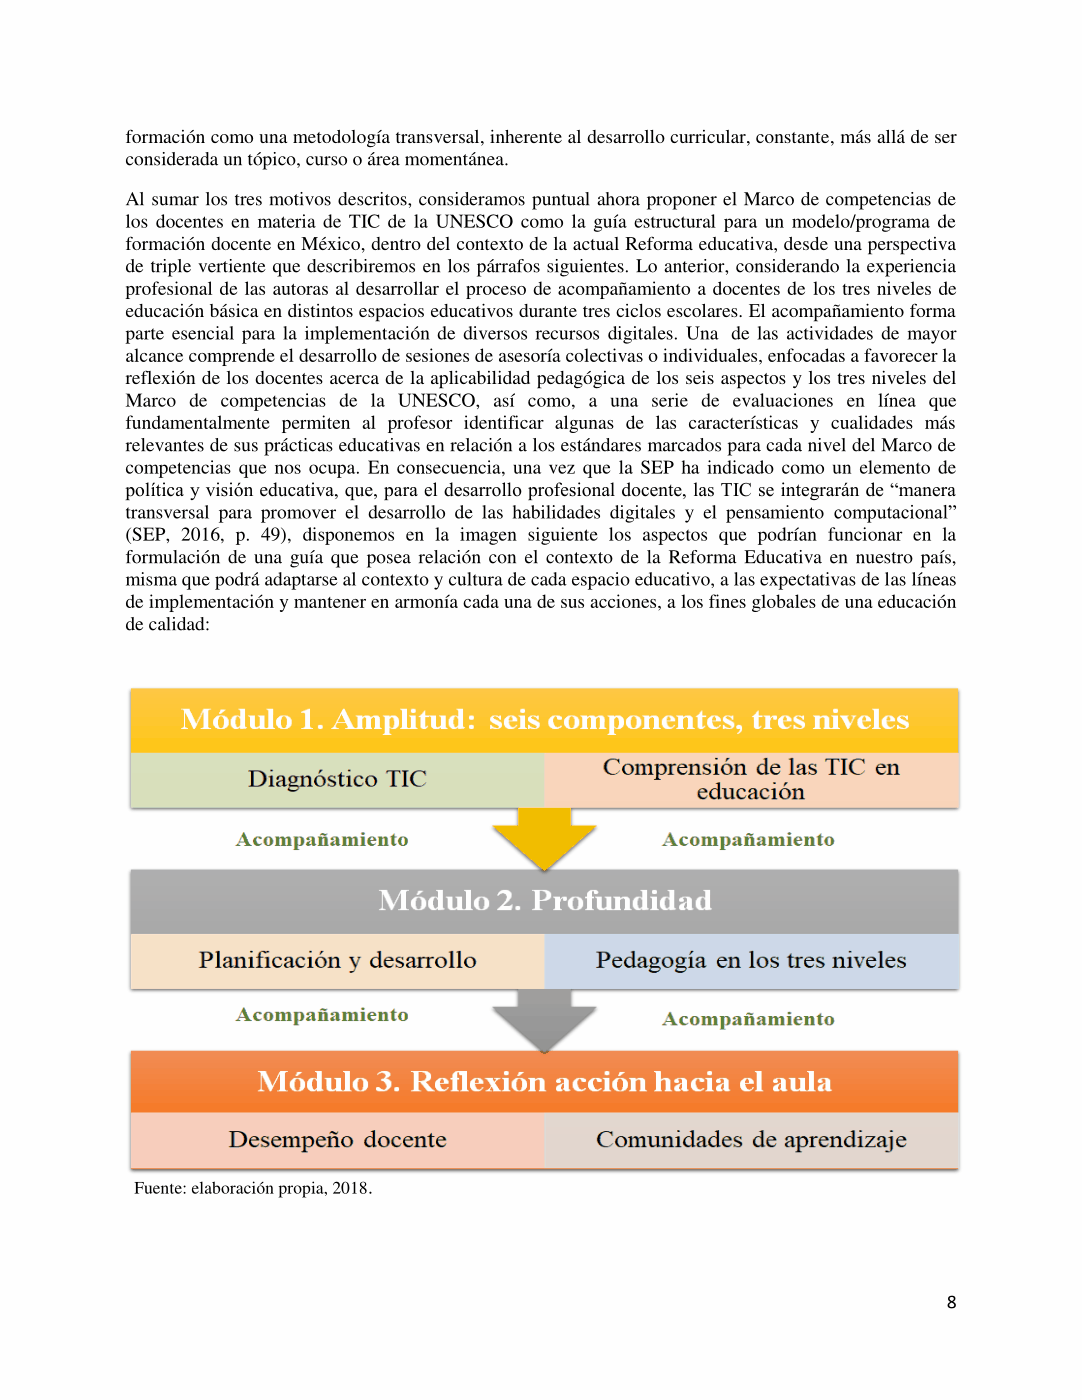 formación como una metodología transversal, inherente al desarrollo curricular, constante, más allá de ser
considerada un tópico, curso o área momentánea.
Al sumar los tres motivos descritos, consideramos puntual ahora proponer el Marco de competencias de
los docentes en materia de TIC de la UNESCO como la guía estructural para un modelo/programa de
formación docente en México, dentro del contexto de la actual Reforma educativa, desde una perspectiva
de triple vertiente que describiremos en los párrafos siguientes. Lo anterior, considerando la experiencia
profesional de las autoras al desarrollar el proceso de acompañamiento a docentes de los tres niveles de
educación básica en distintos espacios educativos durante tres ciclos escolares. El acompañamiento forma
parte esencial para la implementación de diversos recursos digitales. Una de las actividades de mayor
alcance comprende el desarrollo de sesiones de asesoría colectivas o individuales, enfocadas a favorecer la
reflexión de los docentes acerca de la aplicabilidad pedagógica de los seis aspectos y los tres niveles del
Marco de competencias de la UNESCO, así como, a una serie de evaluaciones en línea que
fundamentalmente permiten al profesor identificar algunas de las características y cualidades más
relevantes de sus prácticas educativas en relación a los estándares marcados para cada nivel del Marco de
competencias que nos ocupa. En consecuencia, una vez que la SEP ha indicado como un elemento de
política y visión educativa, que, para el desarrollo profesional docente, las TIC se integrarán de “manera
transversal para promover el desarrollo de las habilidades digitales y el pensamiento computacional”
(SEP, 2016, p. 49), disponemos en la imagen siguiente los aspectos que podrían funcionar en la
formulación de una guía que posea relación con el contexto de la Reforma Educativa en nuestro país,
misma que podrá adaptarse al contexto y cultura de cada espacio educativo, a las expectativas de las líneas
de implementación y mantener en armonía cada una de sus acciones, a los fines globales de una educación
de calidad:
Módulo 1. Amplitud: seis componentes, tres niveles
Diagnóstico TIC
Comprensión de las TIC en
educación
Acompañamiento
Acompañamiento
Módulo 2. Profundidad
Planificación y desarrollo
Pedagogía en los tres niveles
Acompañamiento
Acompañamiento
Módulo 3. Reflexión acción hacia el aula
Desempeño docente
Comunidades de aprendizaje
Fuente: elaboración propia, 2018.
8